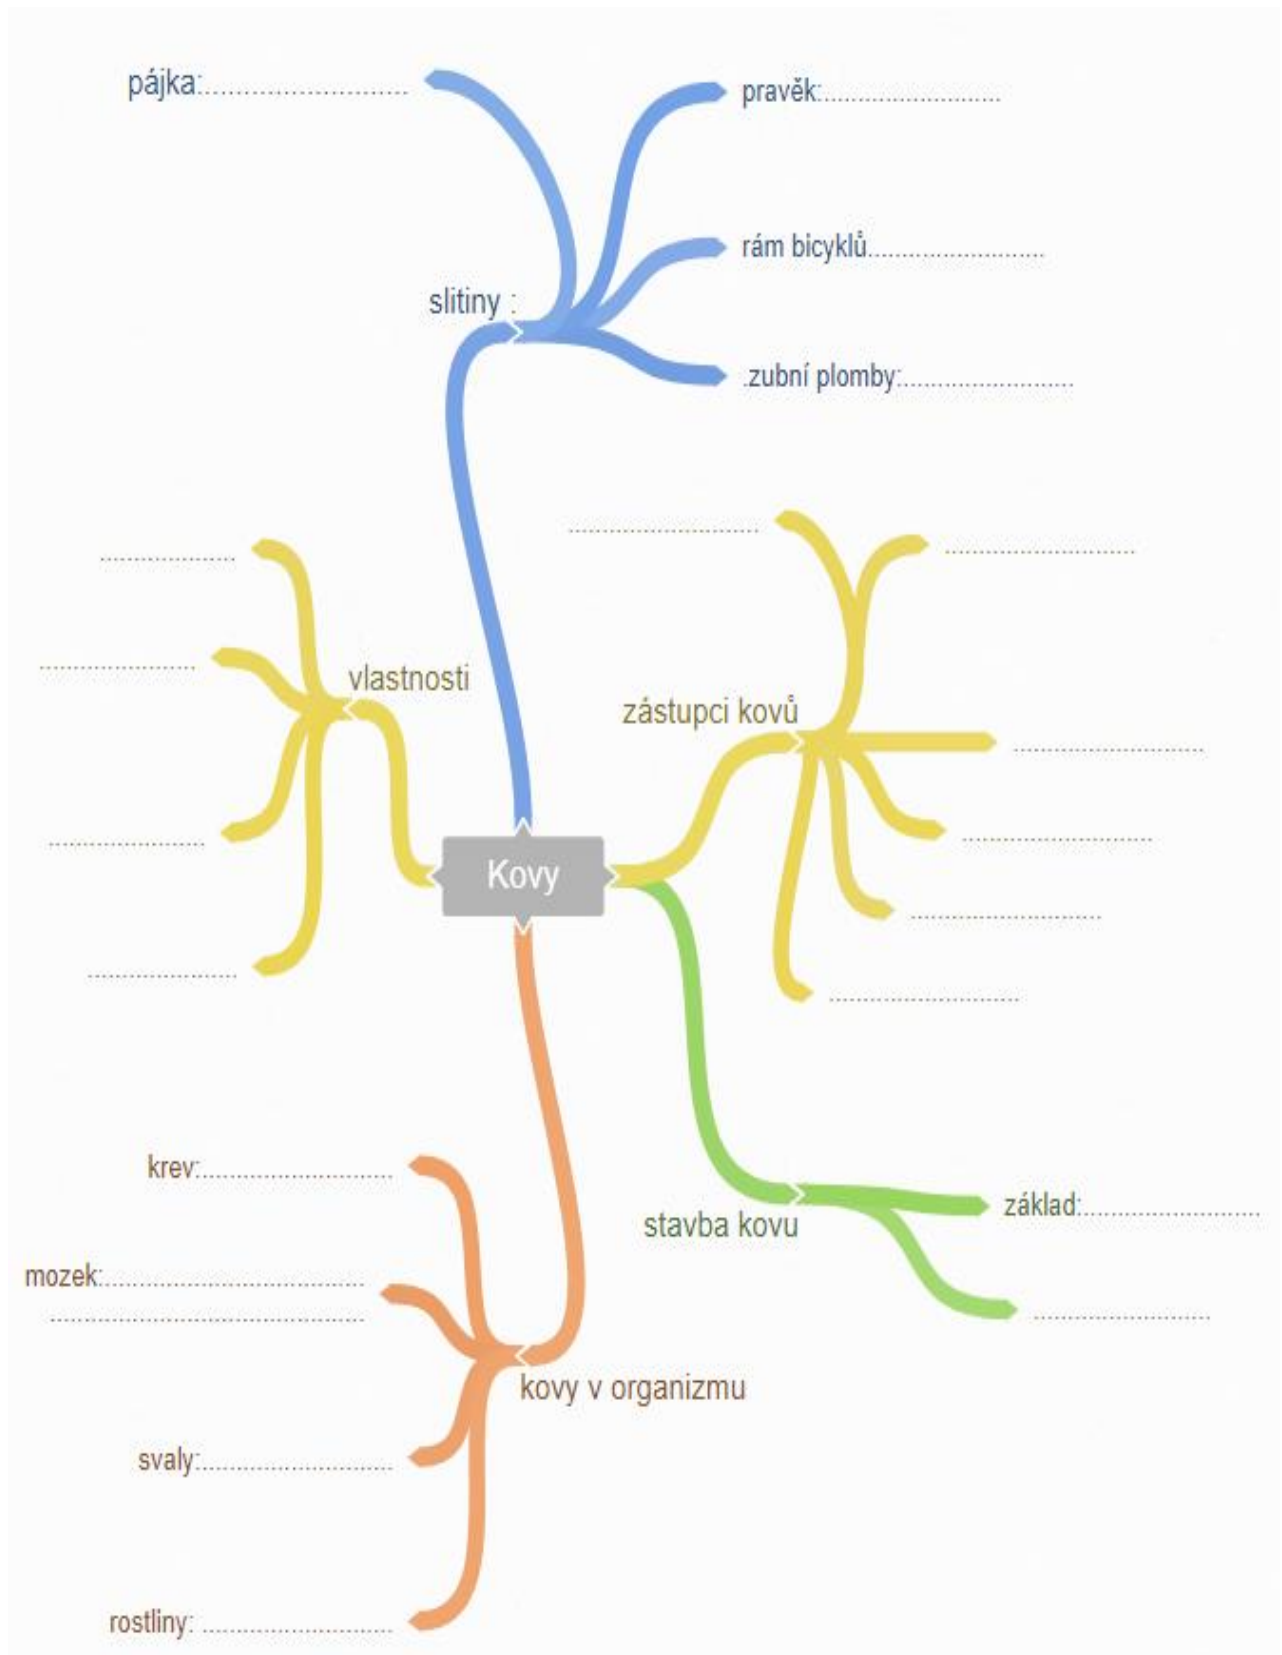 pájka:..........................
pravěk:..........................
rám bicyklů..........................
slitiny :
.zubní plomby:.........................
....................
............................
............................
.......................
vlastnosti
zástupci kovů
............................
............................
.......................
Kovy
............................
......................
............................
krev:............................
základ:..........................
stavba kovu
mozek:......................................
..............................................
..........................
kovy v organizmu
svaly:............................
rostliny: ............................